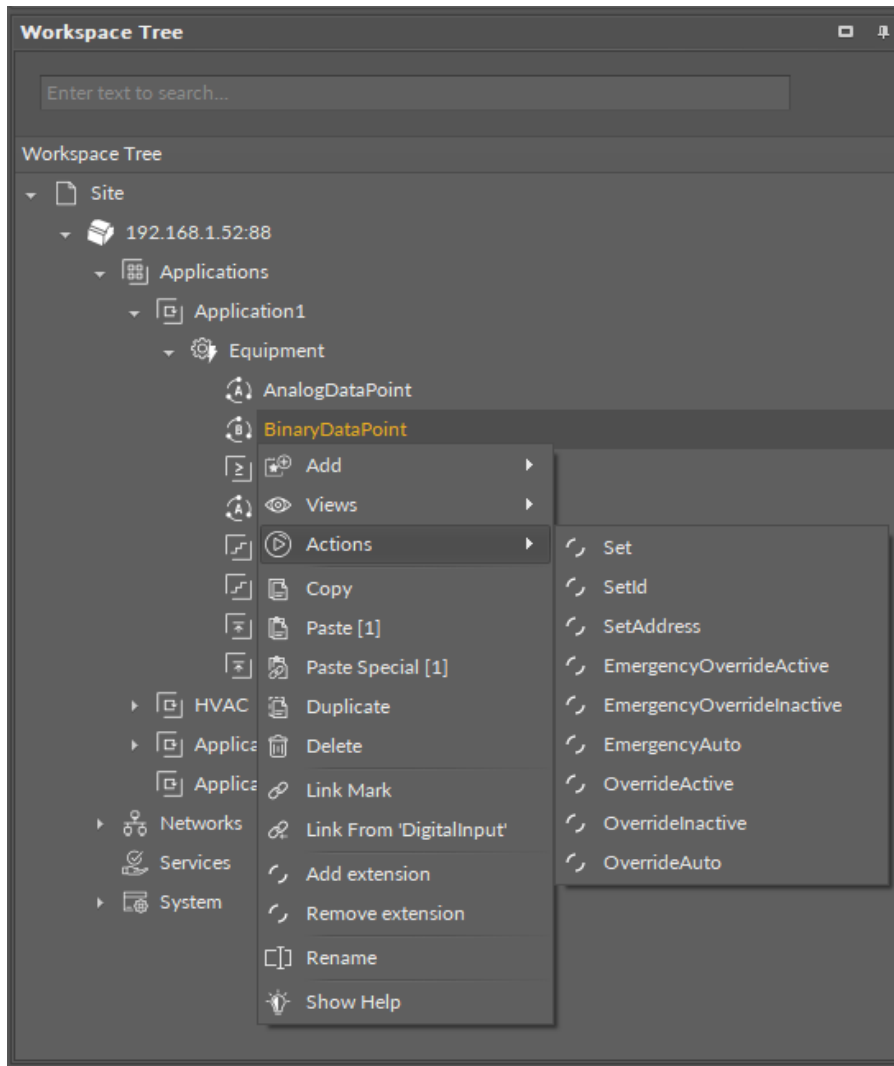 Workspace Tree
Enter text to search...
Workspace Tree
Site
192.168.1.52:88
Applications
Application1
Equipment
AnalogDataPoint
BinaryDataPoint
Add
Views
Actions
Copy
Paste [1]
Paste Special [1]
Duplicate
Delete
Link Mark
Link From 'DigitalInput'
Add extension
Remove extension
Rename
Show Help
Set
SetId
SetAddress
EmergencyOverrideActive
EmergencyOverrideInactive
EmergencyAuto
OverrideActive
OverrideInactive
OverrideAuto
HVAC
Applica
Applica
Networks
Services
System